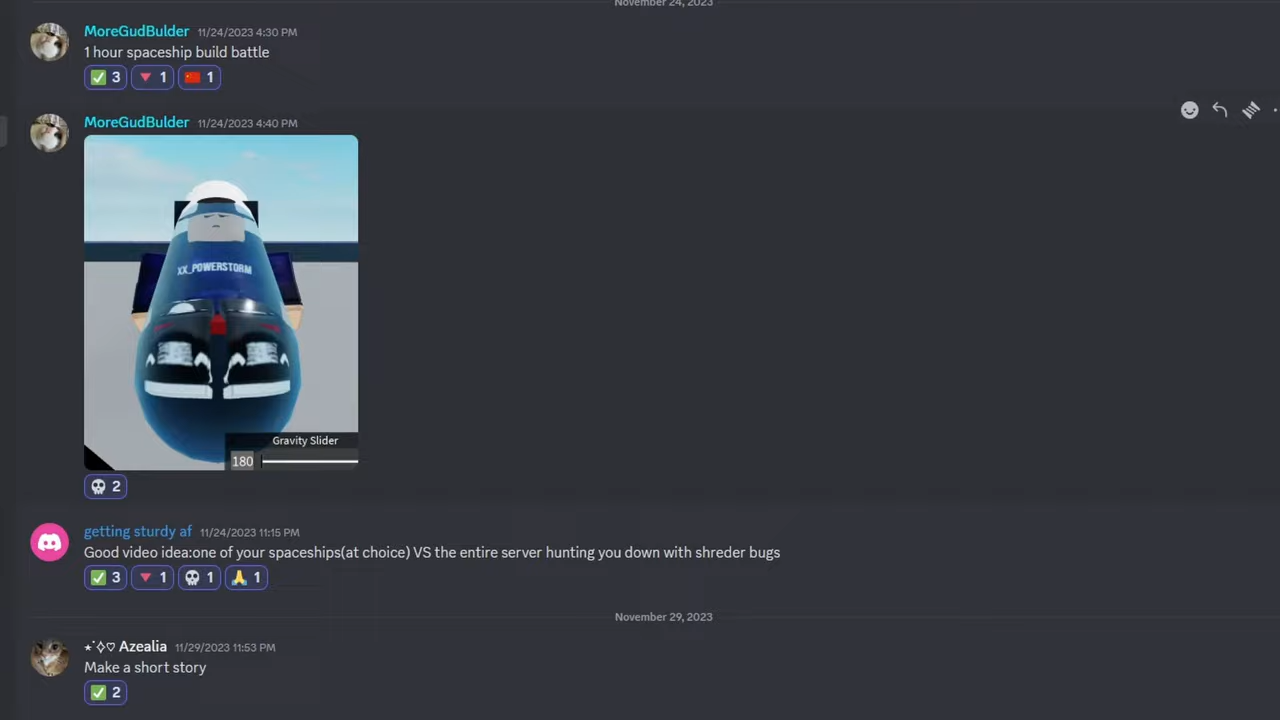 November 24, 2023
MoreGudBulder 11/24/2023 4:30 PM
1 hour spaceship build battle
3 1 1
MoreGudBulder 11/24/2023 4:40 PM
XX_POWERSTORM
Gravity Slider
180
2
getting sturdy af 11/24/2023 11:15 PM
Good video idea:one of your spaceships(at choice) VS the entire server hunting you down with shreder bugs
3 1 1 1
November 29, 2023
⋆˙✧♡ Azealia 11/29/2023 11:53 PM
Make a short story
2